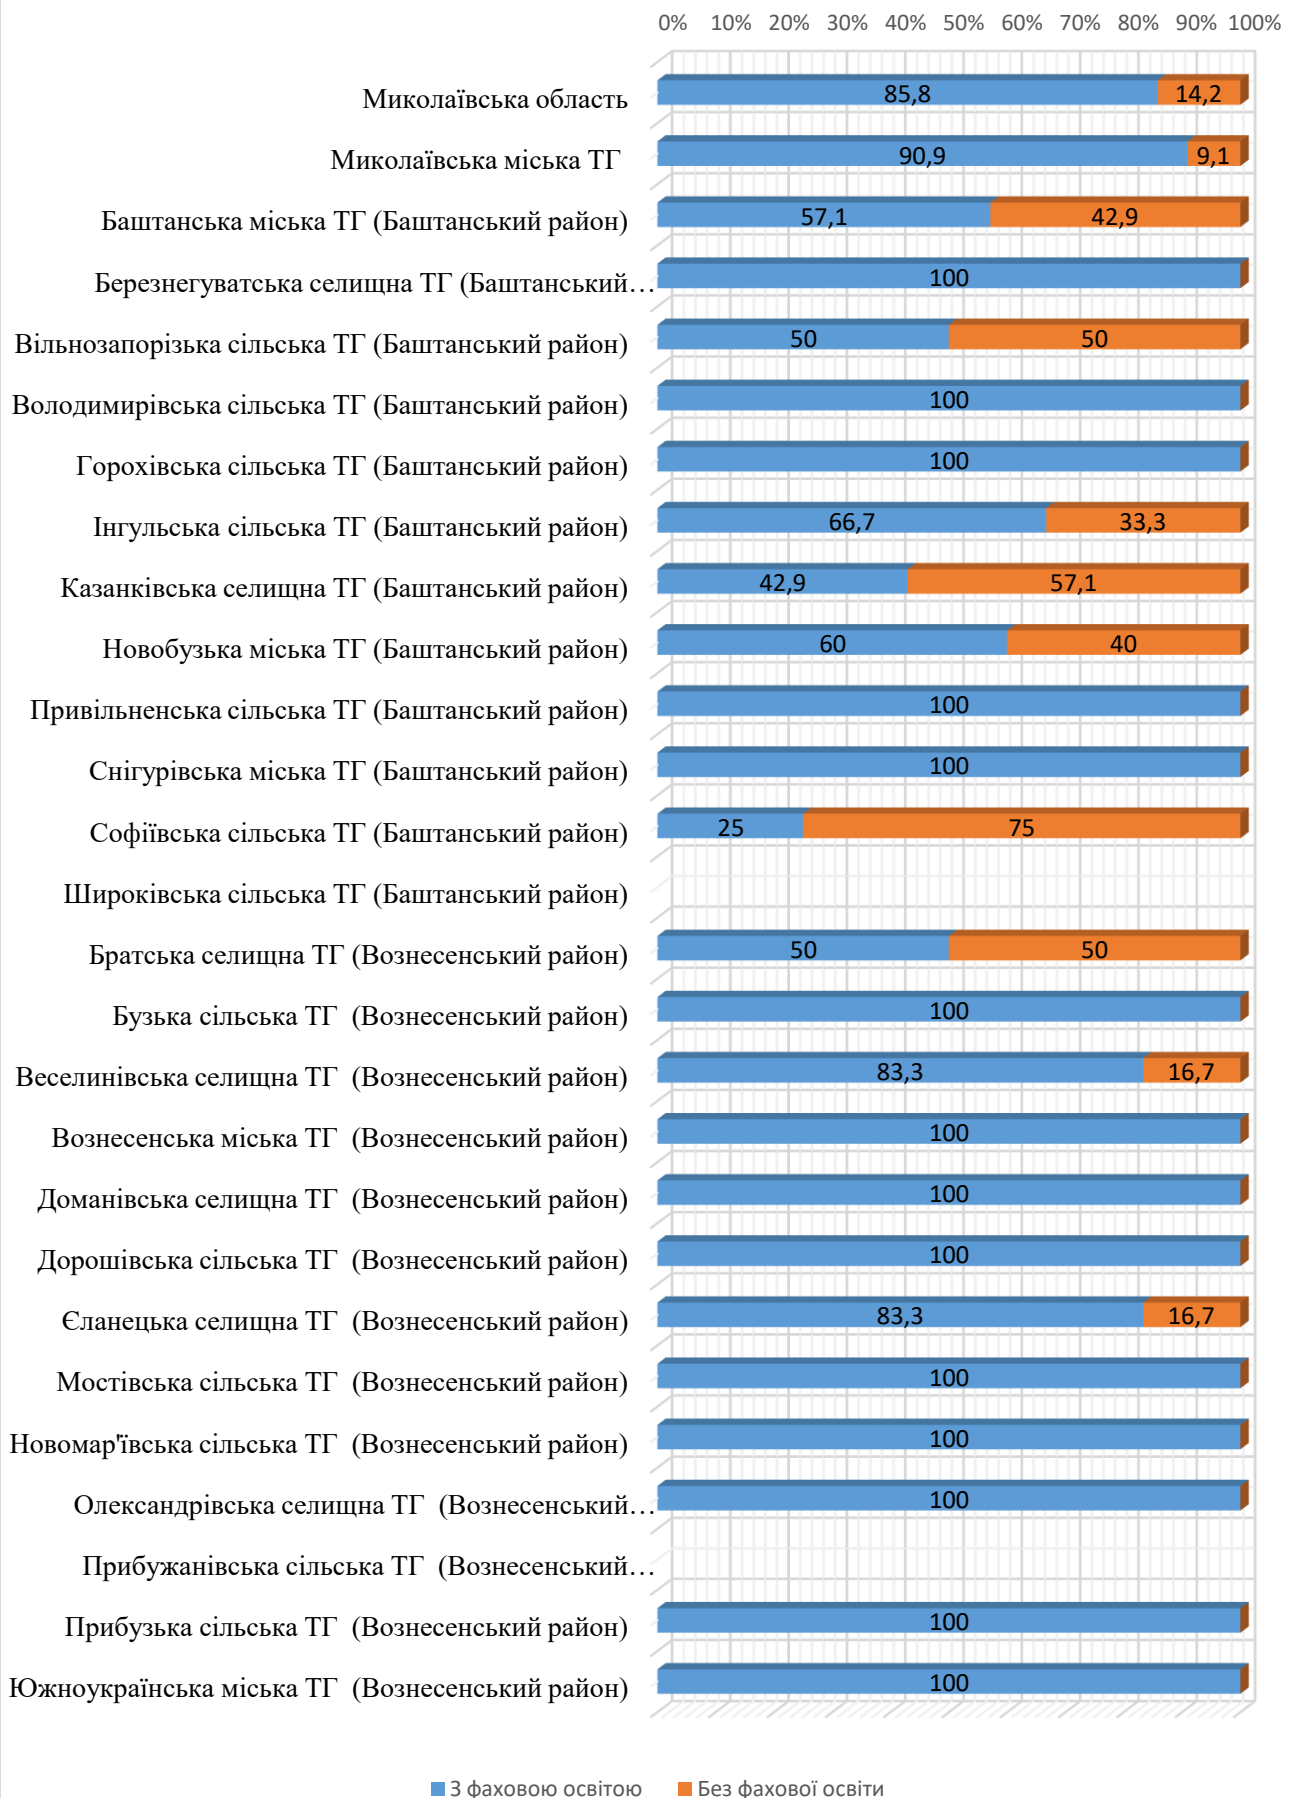 0% 10% 20% 30% 40% 50% 60% 70% 80% 90% 100%
Миколаївська область 85,8 14,2
Миколаївська міська ТГ 90,9 9,1
Баштанська міська ТГ (Баштанський район) 57,1 42,9
Березнегуватська селищна ТГ (Баштанський… 100
Вільнозапорізька сільська ТГ (Баштанський район) 50 50
Володимирівська сільська ТГ (Баштанський район) 100
Горохівська сільська ТГ (Баштанський район) 100
Інгульська сільська ТГ (Баштанський район) 66,7 33,3
Казанківська селищна ТГ (Баштанський район) 42,9 57,1
Новобузька міська ТГ (Баштанський район) 60 40
Привільненська сільська ТГ (Баштанський район) 100
Снігурівська міська ТГ (Баштанський район) 100
Софіївська сільська ТГ (Баштанський район) 25 75
Широківська сільська ТГ (Баштанський район)
Братська селищна ТГ (Вознесенський район) 50 50
Бузька сільська ТГ (Вознесенський район) 100
Веселинівська селищна ТГ (Вознесенський район) 83,3 16,7
Вознесенська міська ТГ (Вознесенський район) 100
Доманівська селищна ТГ (Вознесенський район) 100
Дорошівська сільська ТГ (Вознесенський район) 100
Єланецька селищна ТГ (Вознесенський район) 83,3 16,7
Мостівська сільська ТГ (Вознесенський район) 100
Новомар'ївська сільська ТГ (Вознесенський район) 100
Олександрівська селищна ТГ (Вознесенський… 100
Прибужанівська сільська ТГ (Вознесенський…
Прибузька сільська ТГ (Вознесенський район) 100
Южноукраїнська міська ТГ (Вознесенський район) 100
З фаховою освітою Без фахової освіти